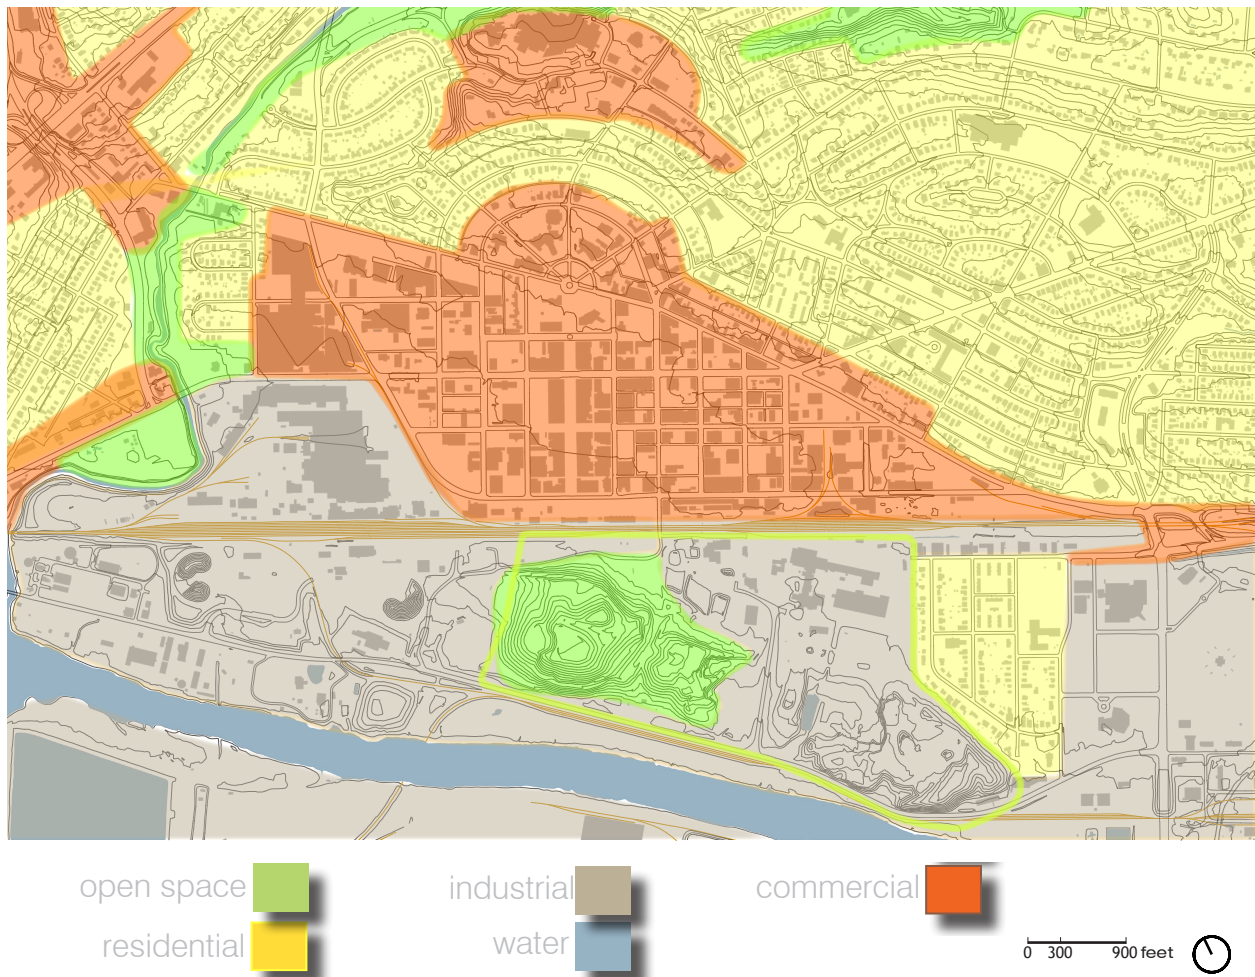 open space
industrial
commercial
residential
water
0 300 900 feet